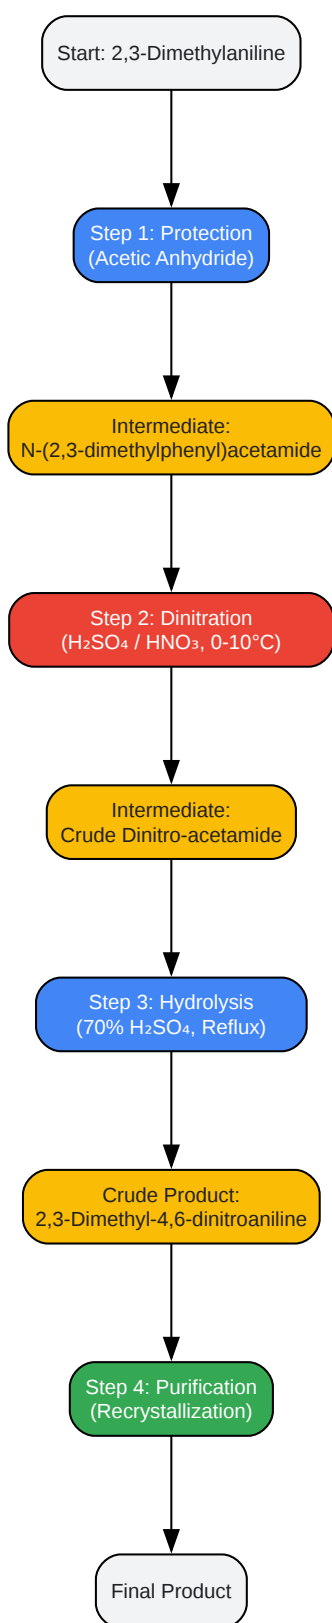 Start: 2,3-Dimethylaniline
Step 1: Protection
(Acetic Anhydride)
Intermediate:
N-(2,3-dimethylphenyl)acetamide
Step 2: Dinitration
(H₂SO₄ / HNO₃, 0-10°C)
Intermediate:
Crude Dinitro-acetamide
Step 3: Hydrolysis
(70% H₂SO₄, Reflux)
Crude Product:
2,3-Dimethyl-4,6-dinitroaniline
Step 4: Purification
(Recrystallization)
Final Product